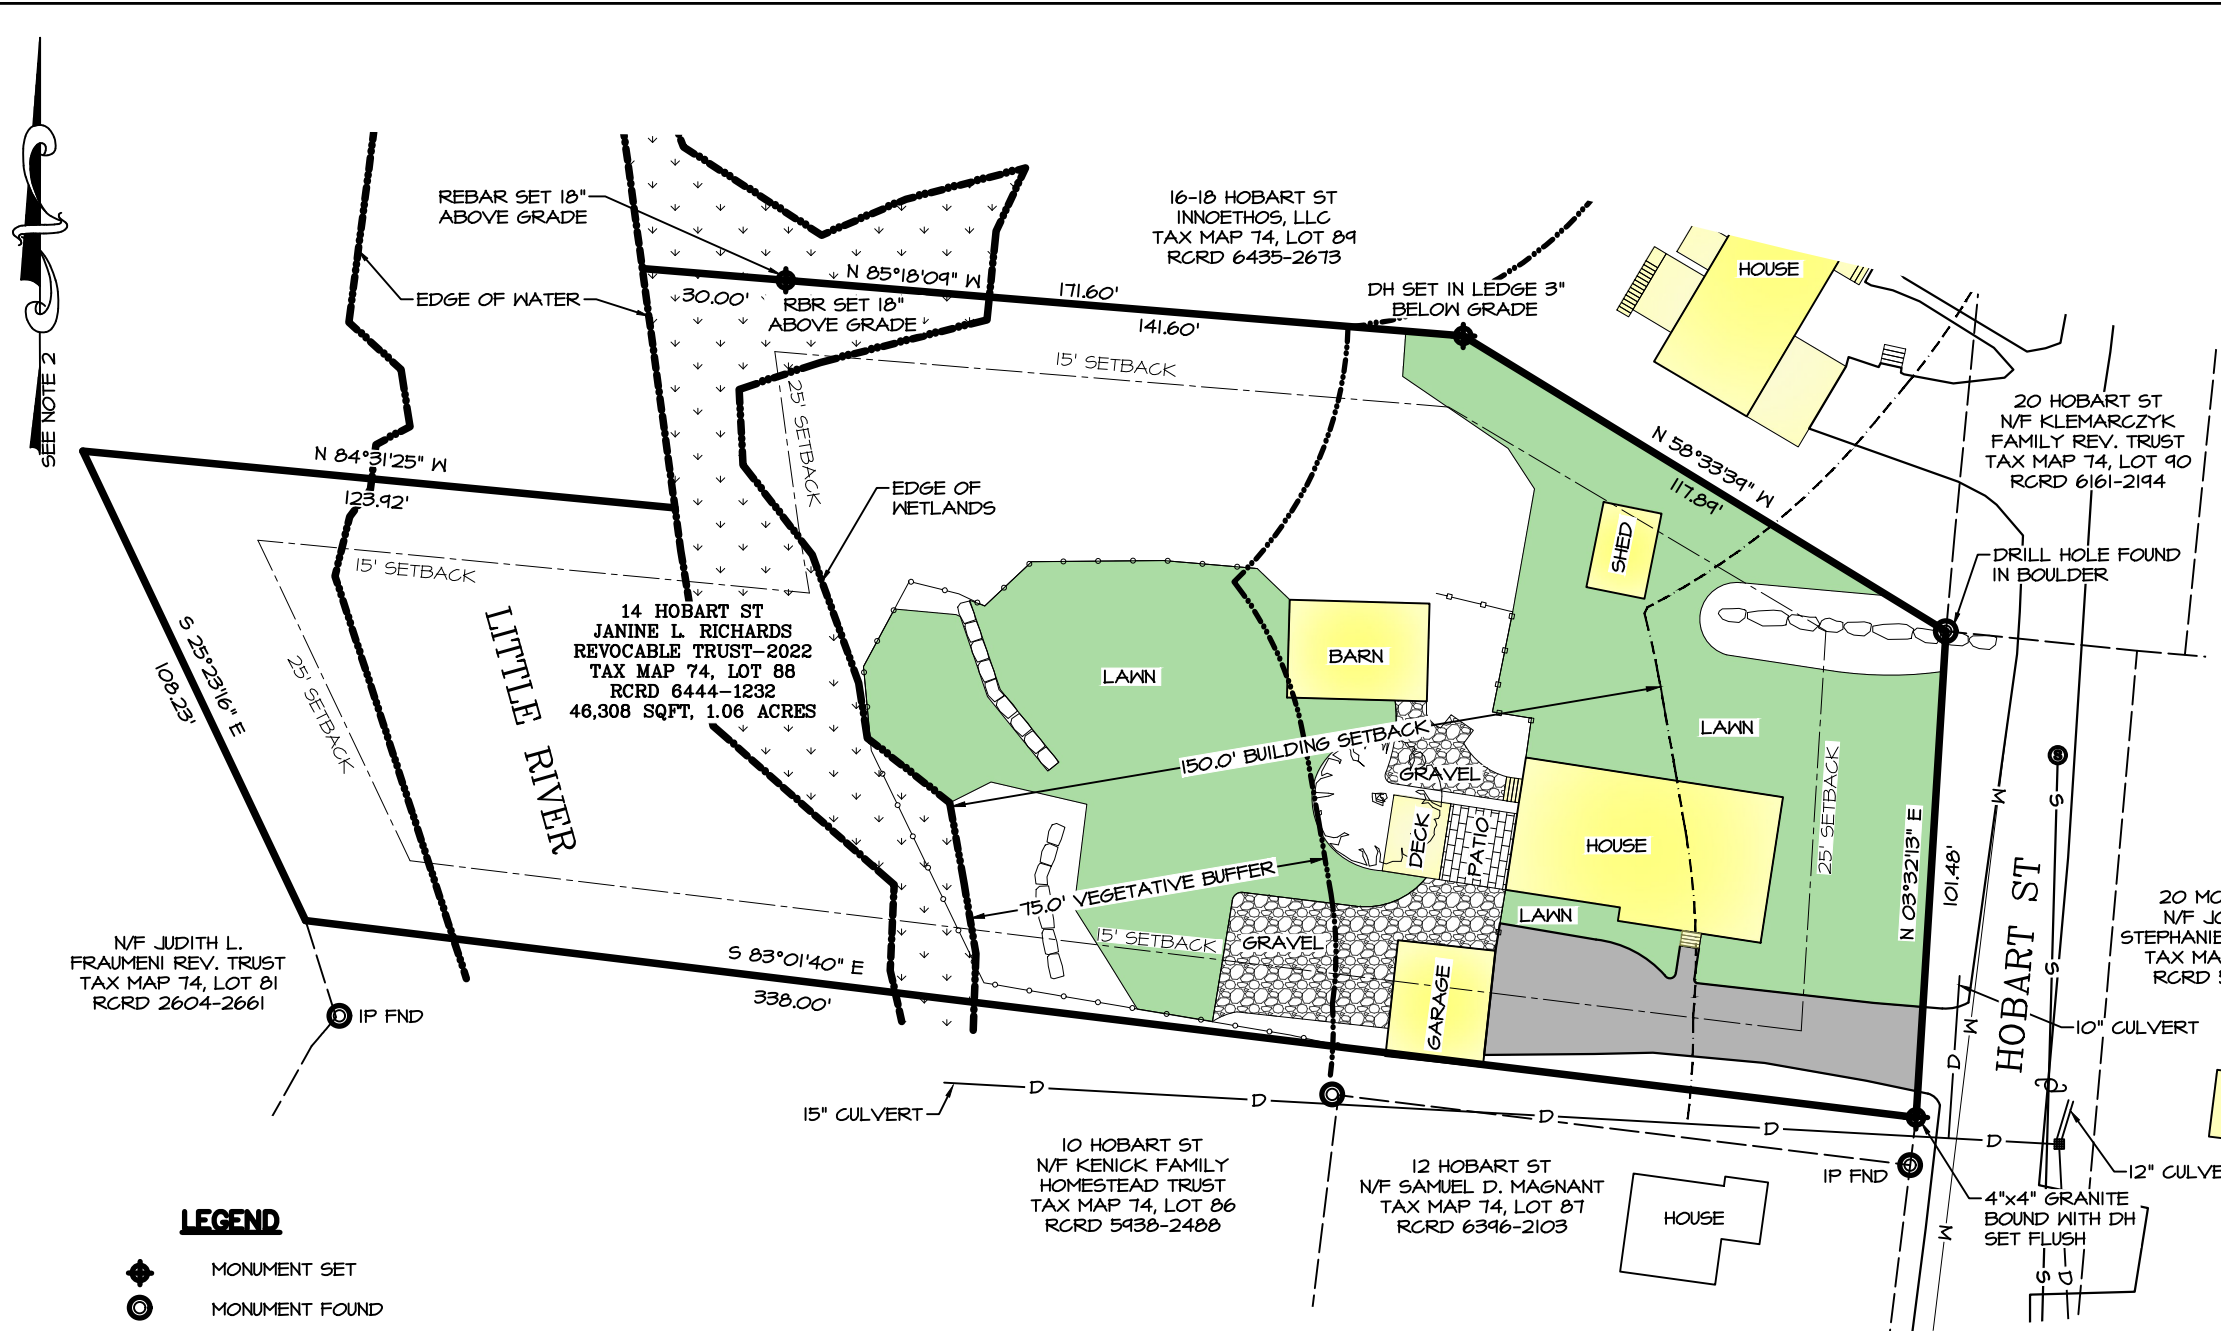 SEE NOTE 2
REBAR SET 18"
ABOVE GRADE
EDGE OF WATER
N 85°18'09" W
30.00'
RBR SET 18"
ABOVE GRADE
171.60'
141.60'
16-18 HOBART ST
INNOETHOS, LLC
TAX MAP 74, LOT 89
RCRD 6435-2673
DH SET IN LEDGE 3"
BELOW GRADE
HOUSE
15' SETBACK
25' SETBACK
20 HOBART ST
N/F KLEMARCZYK
FAMILY REV. TRUST
TAX MAP 74, LOT 90
RCRD 6161-2194
N 58°33'39" W
117.89'
N 84°31'25" W
123.92'
EDGE OF
WETLANDS
SHED
DRILL HOLE FOUND
IN BOULDER
15' SETBACK
14 HOBART ST
JANINE L. RICHARDS
REVOCABLE TRUST-2022
TAX MAP 74, LOT 88
RCRD 6444-1232
46,308 SQFT, 1.06 ACRES
S 25°23'16" E
108.23'
25' SETBACK
LITTLE RIVER
LAWN
BARN
LAWN
150.0' BUILDING SETBACK
GRAVEL
25' SETBACK
DECK
PATIO
HOUSE
75.0' VEGETATIVE BUFFER
LAWN
N 03°32'13" E
101.48'
HOBART ST
M
S
20 MO
N/F JO
STEPHANIE
TAX MA
RCRD 5
S
15' SETBACK
GRAVEL
GARAGE
S 83°01'40" E
338.00'
N/F JUDITH L.
FRAUMENI REV. TRUST
TAX MAP 74, LOT 81
RCRD 2604-2661
IP FND
10" CULVERT
M
D
15" CULVERT
D
D
D
D
D
10 HOBART ST
N/F KENICK FAMILY
HOMESTEAD TRUST
TAX MAP 74, LOT 86
RCRD 5938-2488
12 HOBART ST
N/F SAMUEL D. MAGNANT
TAX MAP 74, LOT 87
RCRD 6396-2103
HOUSE
IP FND
12" CULVE
4"x4" GRANITE
BOUND WITH DH
SET FLUSH
M
S
D
LEGEND
MONUMENT SET
MONUMENT FOUND